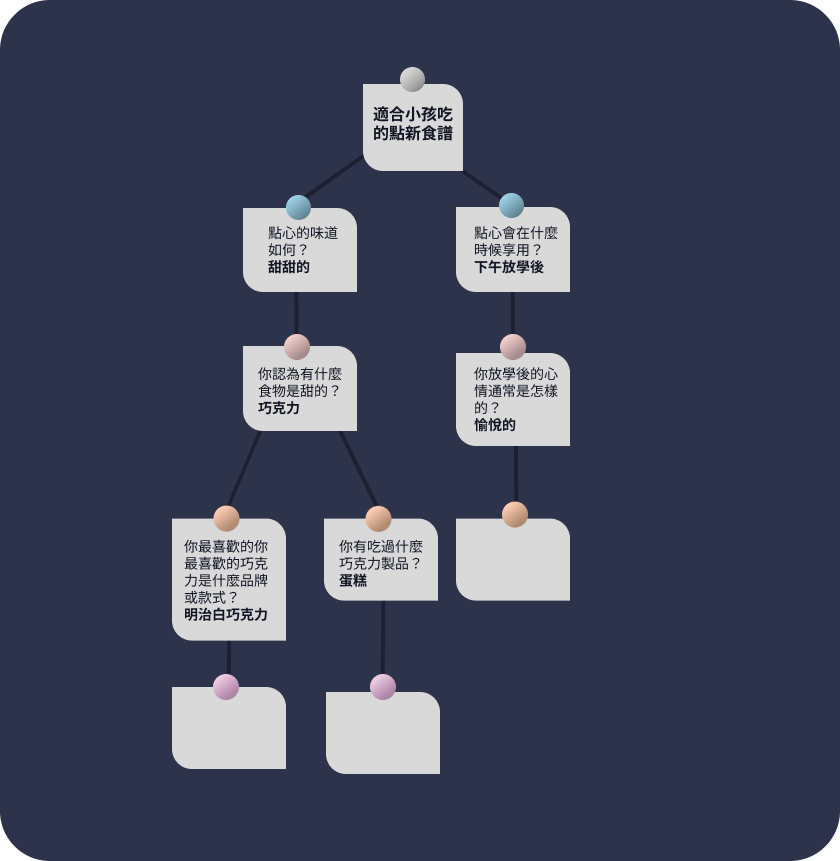 適合小孩吃
的點新食譜
點心的味道
如何？
甜甜的
點心會在什麼
時候享用？
下午放學後
你認為有什麼
食物是甜的？
巧克力
你放學後的心
情通常是怎樣
的？
愉悅的
你最喜歡的你
最喜歡的巧克
力是什麼品牌
或款式？
明治白巧克力
你有吃過什麼
巧克力製品？
蛋糕